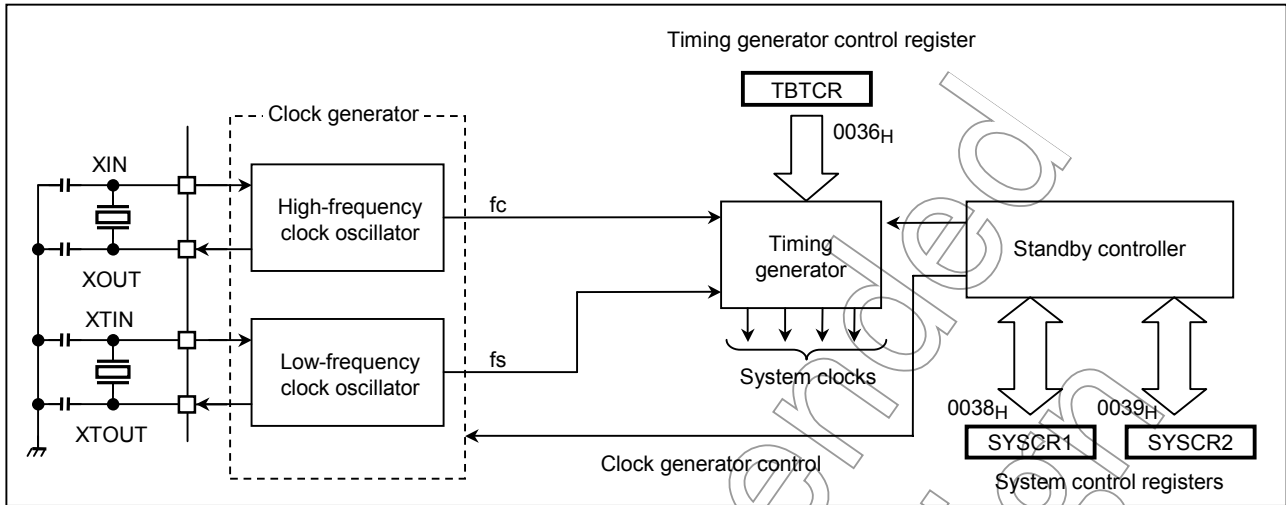 Timing generator control register
TBTCR
0036H
Clock generator
XIN
High-frequency
clock oscillator
fc
XOUT
Timing
generator
Standby controller
XTIN
Low-frequency
clock oscillator
fs
XTOUT
System clocks
0038H
0039H
SYSCR1
SYSCR2
Clock generator control
System control registers